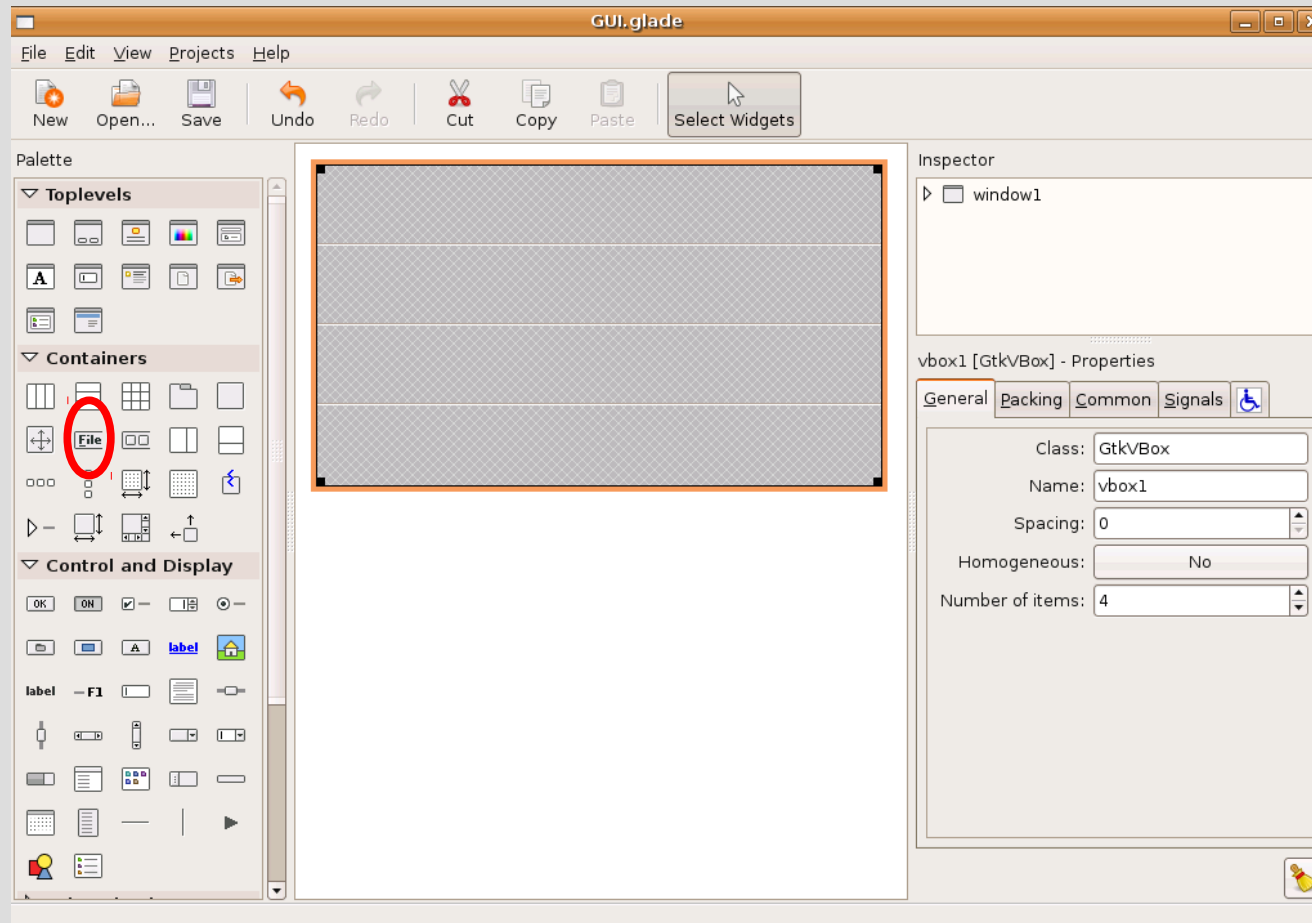 GUI.glade
File Edit View Projects Help
New Open... Save Undo Redo Cut Copy Paste Select Widgets
Palette
Toplevels
A
Containers
File
Control and Display
OK ON
A label
label F1
Inspector
window1
vbox1 [GtkVBox] - Properties
General Packing Common Signals
Class: GtkVBox
Name: vbox1
Spacing: 0
Homogeneous: No
Number of items: 4